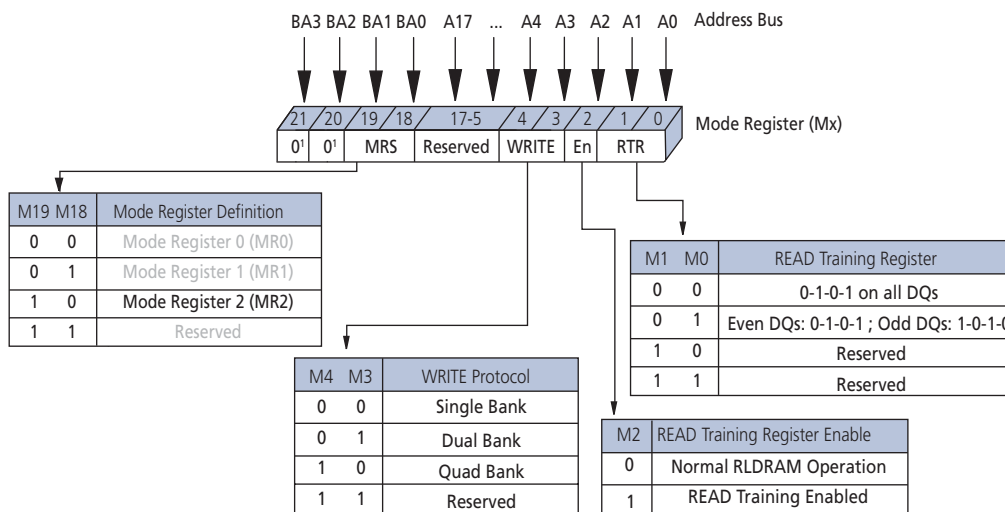 BA3 BA2 BA1 BA0 A17 ... A4 A3 A2 A1 A0 Address Bus
21 20 19 18 17-5 4 3 2 1 0 Mode Register (Mx)
0¹ 0¹ MRS Reserved WRITE En RTR
M19 M18 Mode Register Definition
0 0 Mode Register 0 (MR0)
0 1 Mode Register 1 (MR1)
1 0 Mode Register 2 (MR2)
1 1 Reserved
M1 M0 READ Training Register
0 0 0-1-0-1 on all DQs
0 1 Even DQs: 0-1-0-1 ; Odd DQs: 1-0-1-0
1 0 Reserved
1 1 Reserved
M4 M3 WRITE Protocol
0 0 Single Bank
0 1 Dual Bank
1 0 Quad Bank
1 1 Reserved
M2 READ Training Register Enable
0 Normal RLDRAM Operation
1 READ Training Enabled